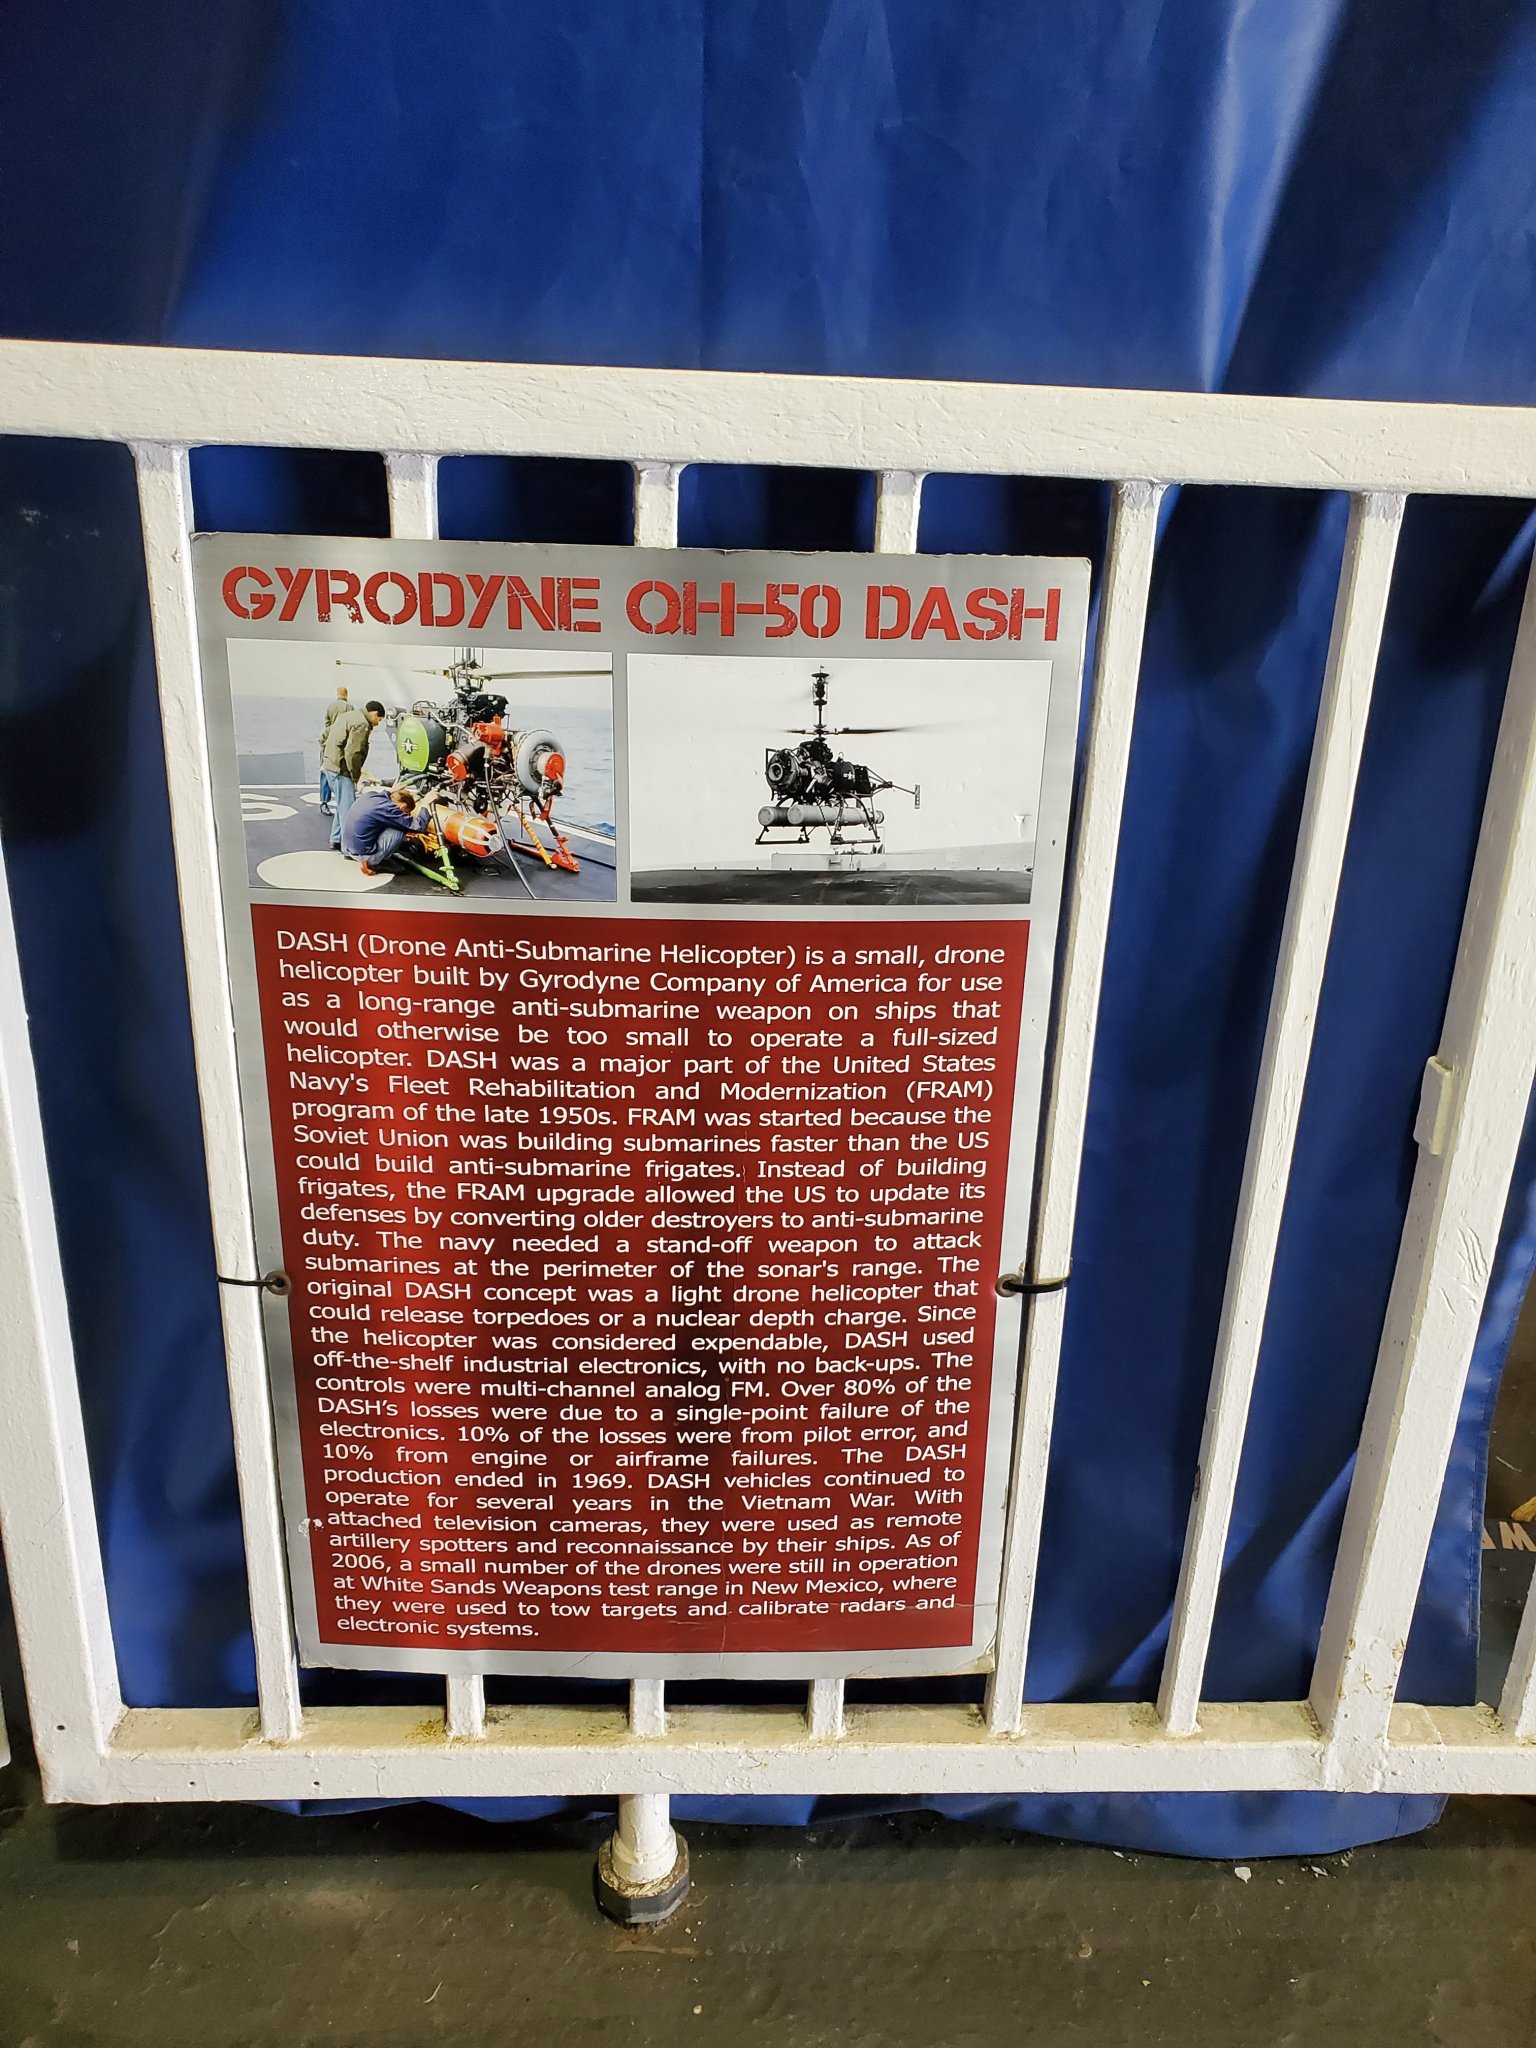 GYRODYNE QH-50 DASH
DASH (Drone Anti-Submarine Helicopter) is a small, drone
helicopter built by Gyrodyne Company of America for use
as a long-range anti-submarine weapon on ships that
would otherwise be too small to operate a full-sized
helicopter. DASH was a major part of the United States
Navy's Fleet Rehabilitation and Modernization (FRAM)
program of the late 1950s. FRAM was started because the
Soviet Union was building submarines faster than the US
could build anti-submarine frigates. Instead of building
frigates, the FRAM upgrade allowed the US to update its
defenses by converting older destroyers to anti-submarine
duty. The navy needed a stand-off weapon to attack
submarines at the perimeter of the sonar's range. The
original DASH concept was a light drone helicopter that
could release torpedoes or a nuclear depth charge. Since
the helicopter was considered expendable, DASH used
off-the-shelf industrial electronics, with no back-ups. The
controls were multi-channel analog FM. Over 80% of the
DASH's losses were due to a single-point failure of the
electronics. 10% of the losses were from pilot error, and
10% from engine or airframe failures. The DASH
production ended in 1969. DASH vehicles continued to
operate for several years in the Vietnam War. With
attached television cameras, they were used as remote
artillery spotters and reconnaissance by their ships. As of
2006, a small number of the drones were still in operation
at White Sands Weapons test range in New Mexico, where
they were used to tow targets and calibrate radars and
electronic systems.